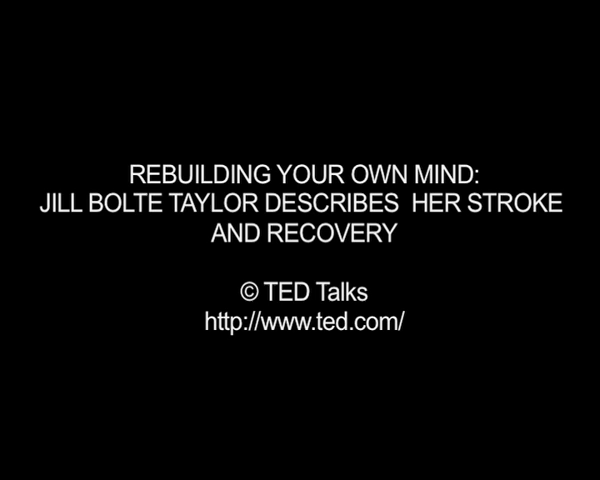 REBUILDING YOUR OWN MIND:
JILL BOLTE TAYLOR DESCRIBES  HER STROKE
AND RECOVERY
© TED Talks
http://www.ted.com/